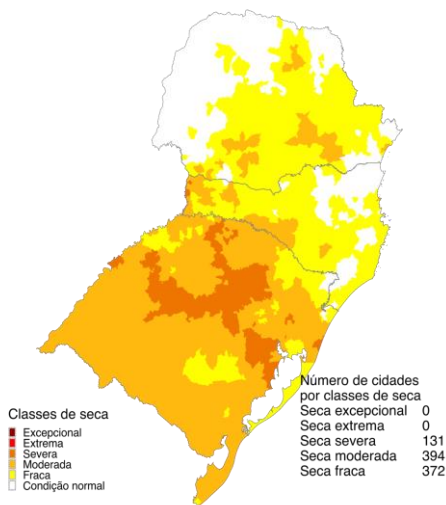 Classes de seca
Excepcional
Extrema
Severa
Moderada
Fraca
Condição normal
Número de cidades
por classes de seca
Seca excepcional 0
Seca extrema 0
Seca severa 131
Seca moderada 394
Seca fraca 372